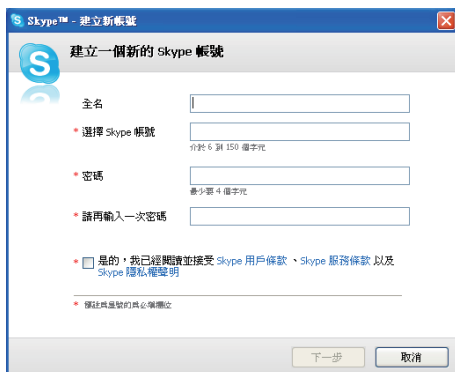 Skype™ - 建立新帳號
建立一個新的 Skype 帳號
全名
* 選擇 Skype 帳號
介於 6 到 150 個字元
* 密碼
最少要 4 個字元
* 請再輸入一次密碼
* 是的，我已經閱讀並接受 Skype 用戶條款 、Skype 服務條款 以及
Skype 隱私權聲明
* 標註為星號的為必填欄位
下一步 取消